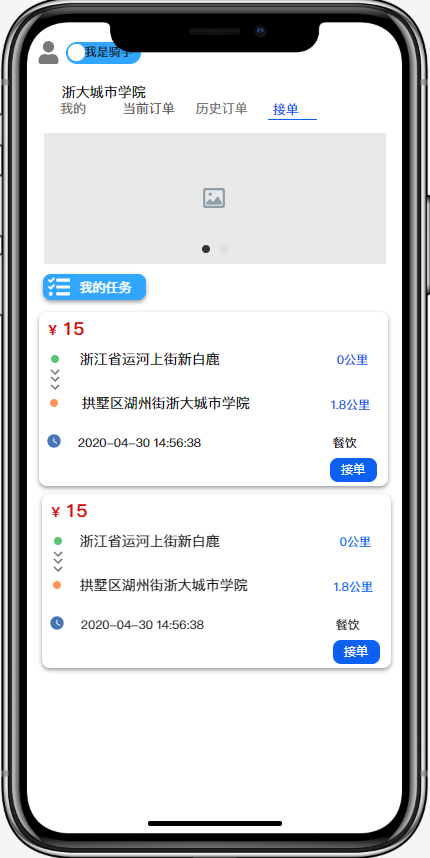 我是骑手
浙大城市学院
我的 当前订单 历史订单 接单
我的任务
¥ 15
浙江省运河上街新白鹿 0公里
拱墅区湖州街浙大城市学院 1.8公里
2020-04-30 14:56:38 餐饮
接单
¥ 15
浙江省运河上街新白鹿 0公里
拱墅区湖州街浙大城市学院 1.8公里
2020-04-30 14:56:38 餐饮
接单